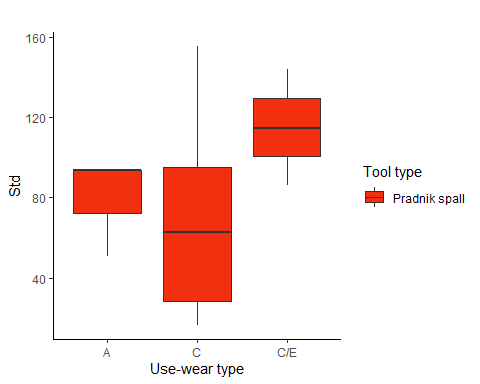 160
120
80
40
Std
A
C
C/E
Use-wear type
Tool type
Pradnik spall